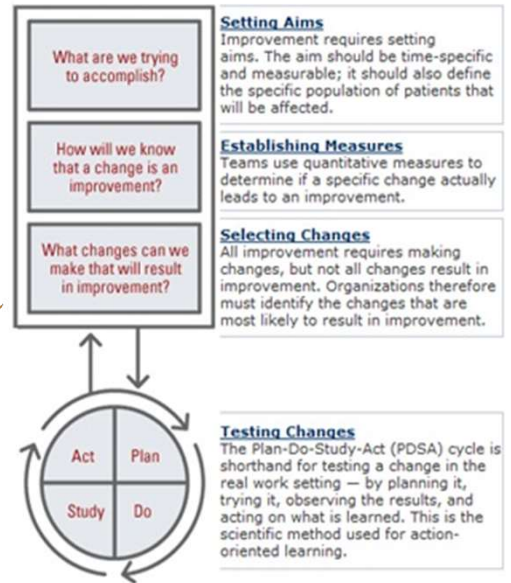 What are we trying
to accomplish?
Setting Aims
Improvement requires setting
aims. The aim should be time-specific
and measurable; it should also define
the specific population of patients that
will be affected.
How will we know
that a change is an
improvement?
Establishing Measures
Teams use quantitative measures to
determine if a specific change actually
leads to an improvement.
What changes can we
make that will result
in improvement?
Selecting Changes
All improvement requires making
changes, but not all changes result in
improvement. Organizations therefore
must identify the changes that are
most likely to result in improvement.
Act
Plan
Study
Do
Testing Changes
The Plan-Do-Study-Act (PDSA) cycle is
shorthand for testing a change in the
real work setting — by planning it,
trying it, observing the results, and
acting on what is learned. This is the
scientific method used for action-
oriented learning.